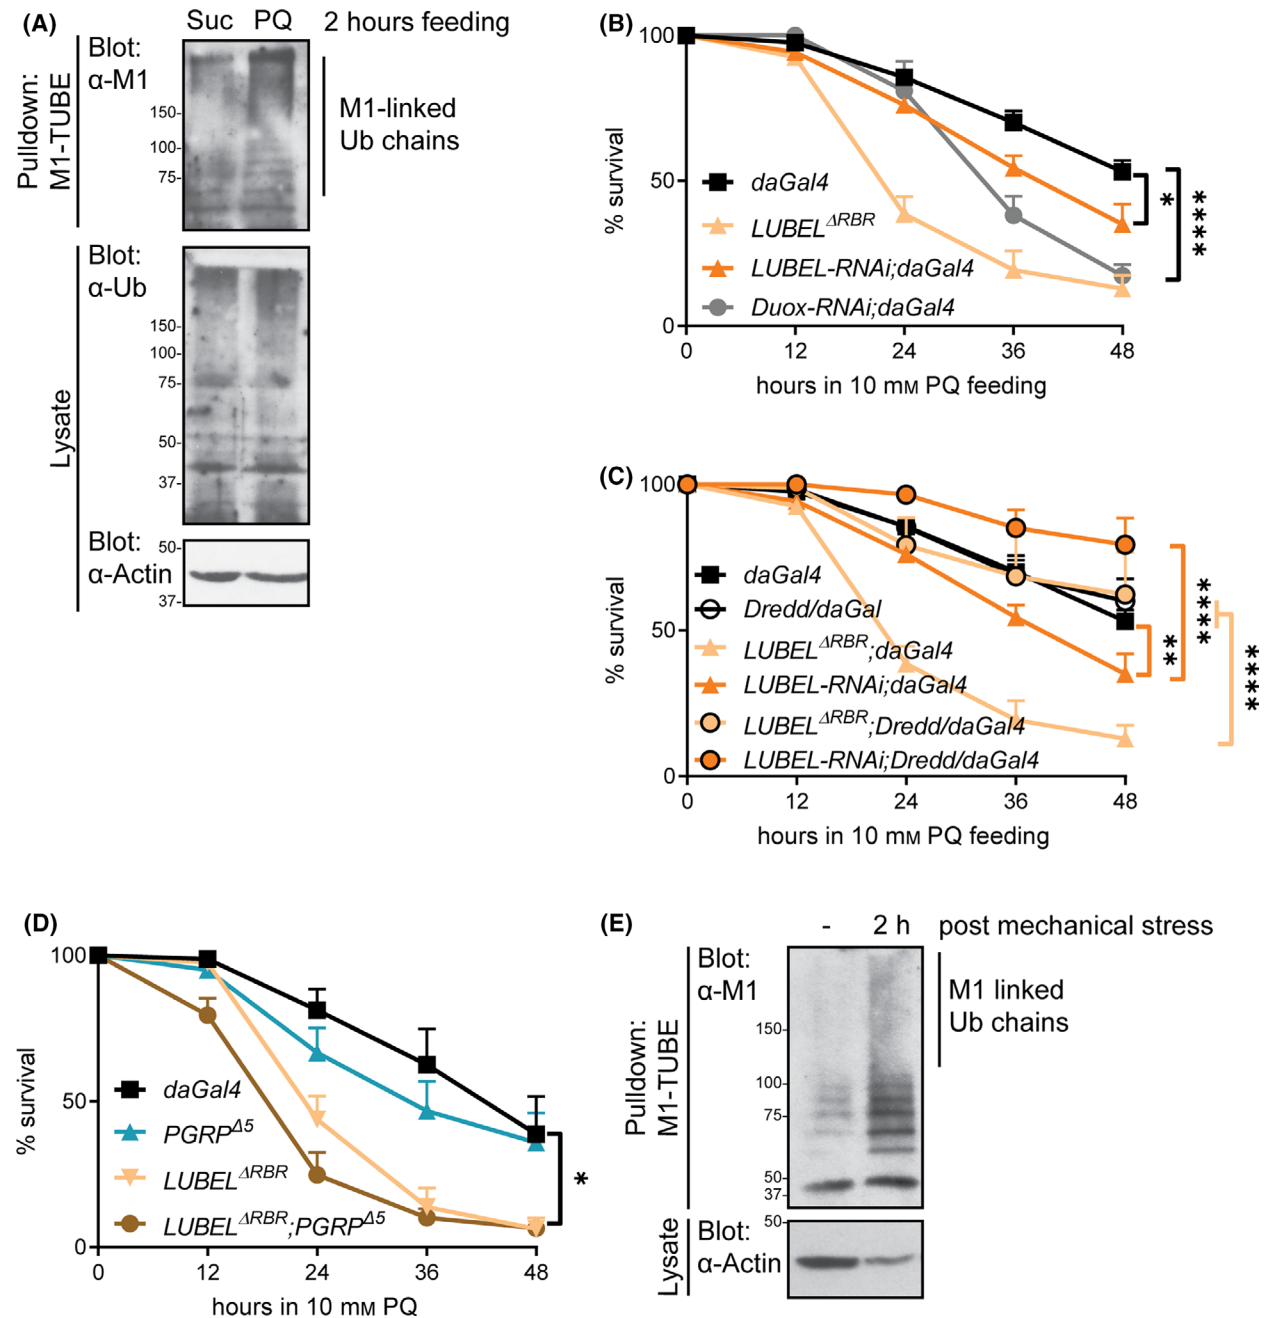 (A)
Suc PQ 2 hours feeding
Pulldown:
M1-TUBE
Blot:
α-M1
150-
100-
75-
M1-linked
Ub chains
Lysate
Blot:
α-Ub
150-
100-
75-
50-
37-
Blot:
α-Actin
50-
37-
(B)
% survival
100
50
0
daGal4
LUBEL^ΔRBR
LUBEL-RNAi;daGal4
Duox-RNAi;daGal4
*
****
0 12 24 36 48
hours in 10 mM PQ feeding
(C)
% survival
100
50
0
daGal4
Dredd/daGal
LUBEL^ΔRBR;daGal4
LUBEL-RNAi;daGal4
LUBEL^ΔRBR;Dredd/daGal4
LUBEL-RNAi;Dredd/daGal4
**
****
****
0 12 24 36 48
hours in 10 mM PQ feeding
(D)
% survival
100
50
0
daGal4
PGRP^Δ5
LUBEL^ΔRBR
LUBEL^ΔRBR;PGRP^Δ5
*
0 12 24 36 48
hours in 10 mM PQ
(E)
- 2 h post mechanical stress
Pulldown:
M1-TUBE
Blot:
α-M1
150-
100-
75-
50-
37-
M1 linked
Ub chains
Lysate
Blot:
α-Actin
50-